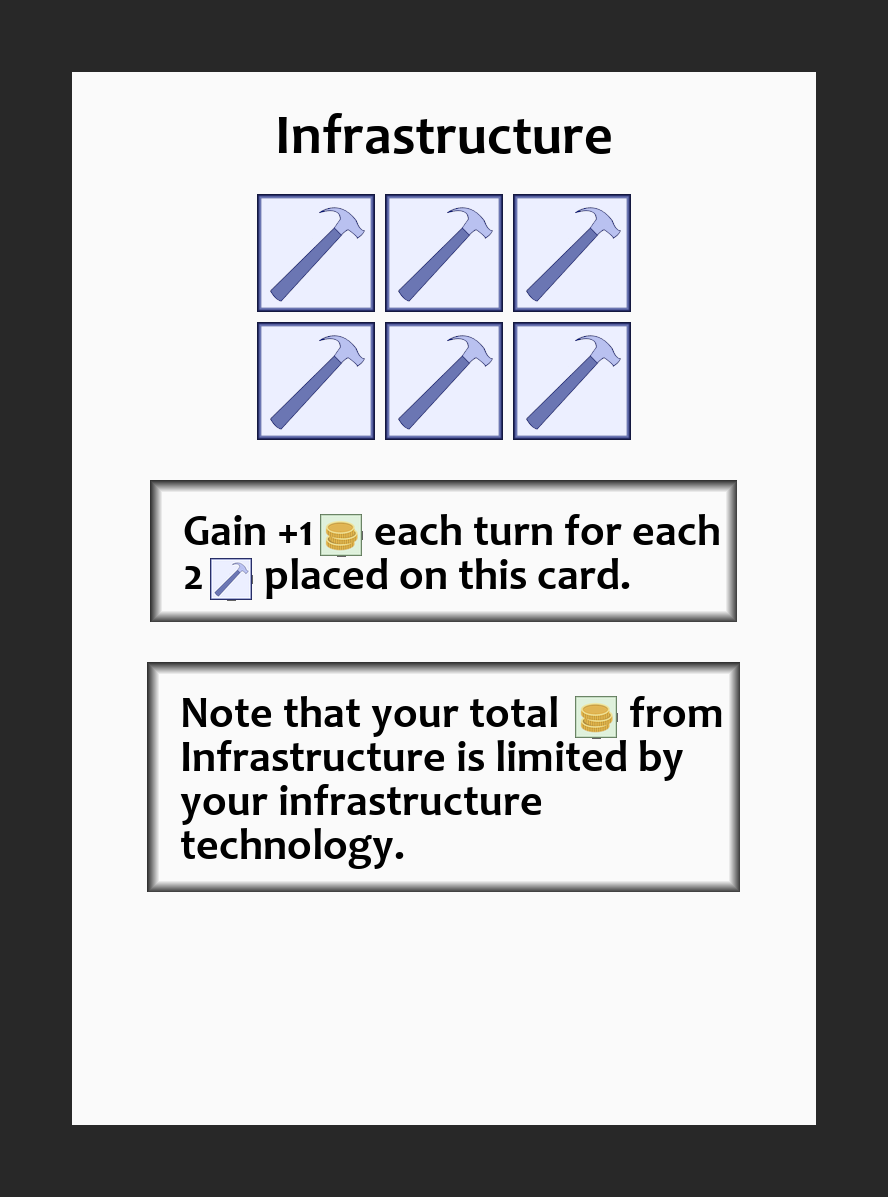 Infrastructure
Gain +1 each turn for each
2 placed on this card.
Note that your total from
Infrastructure is limited by
your infrastructure
technology.